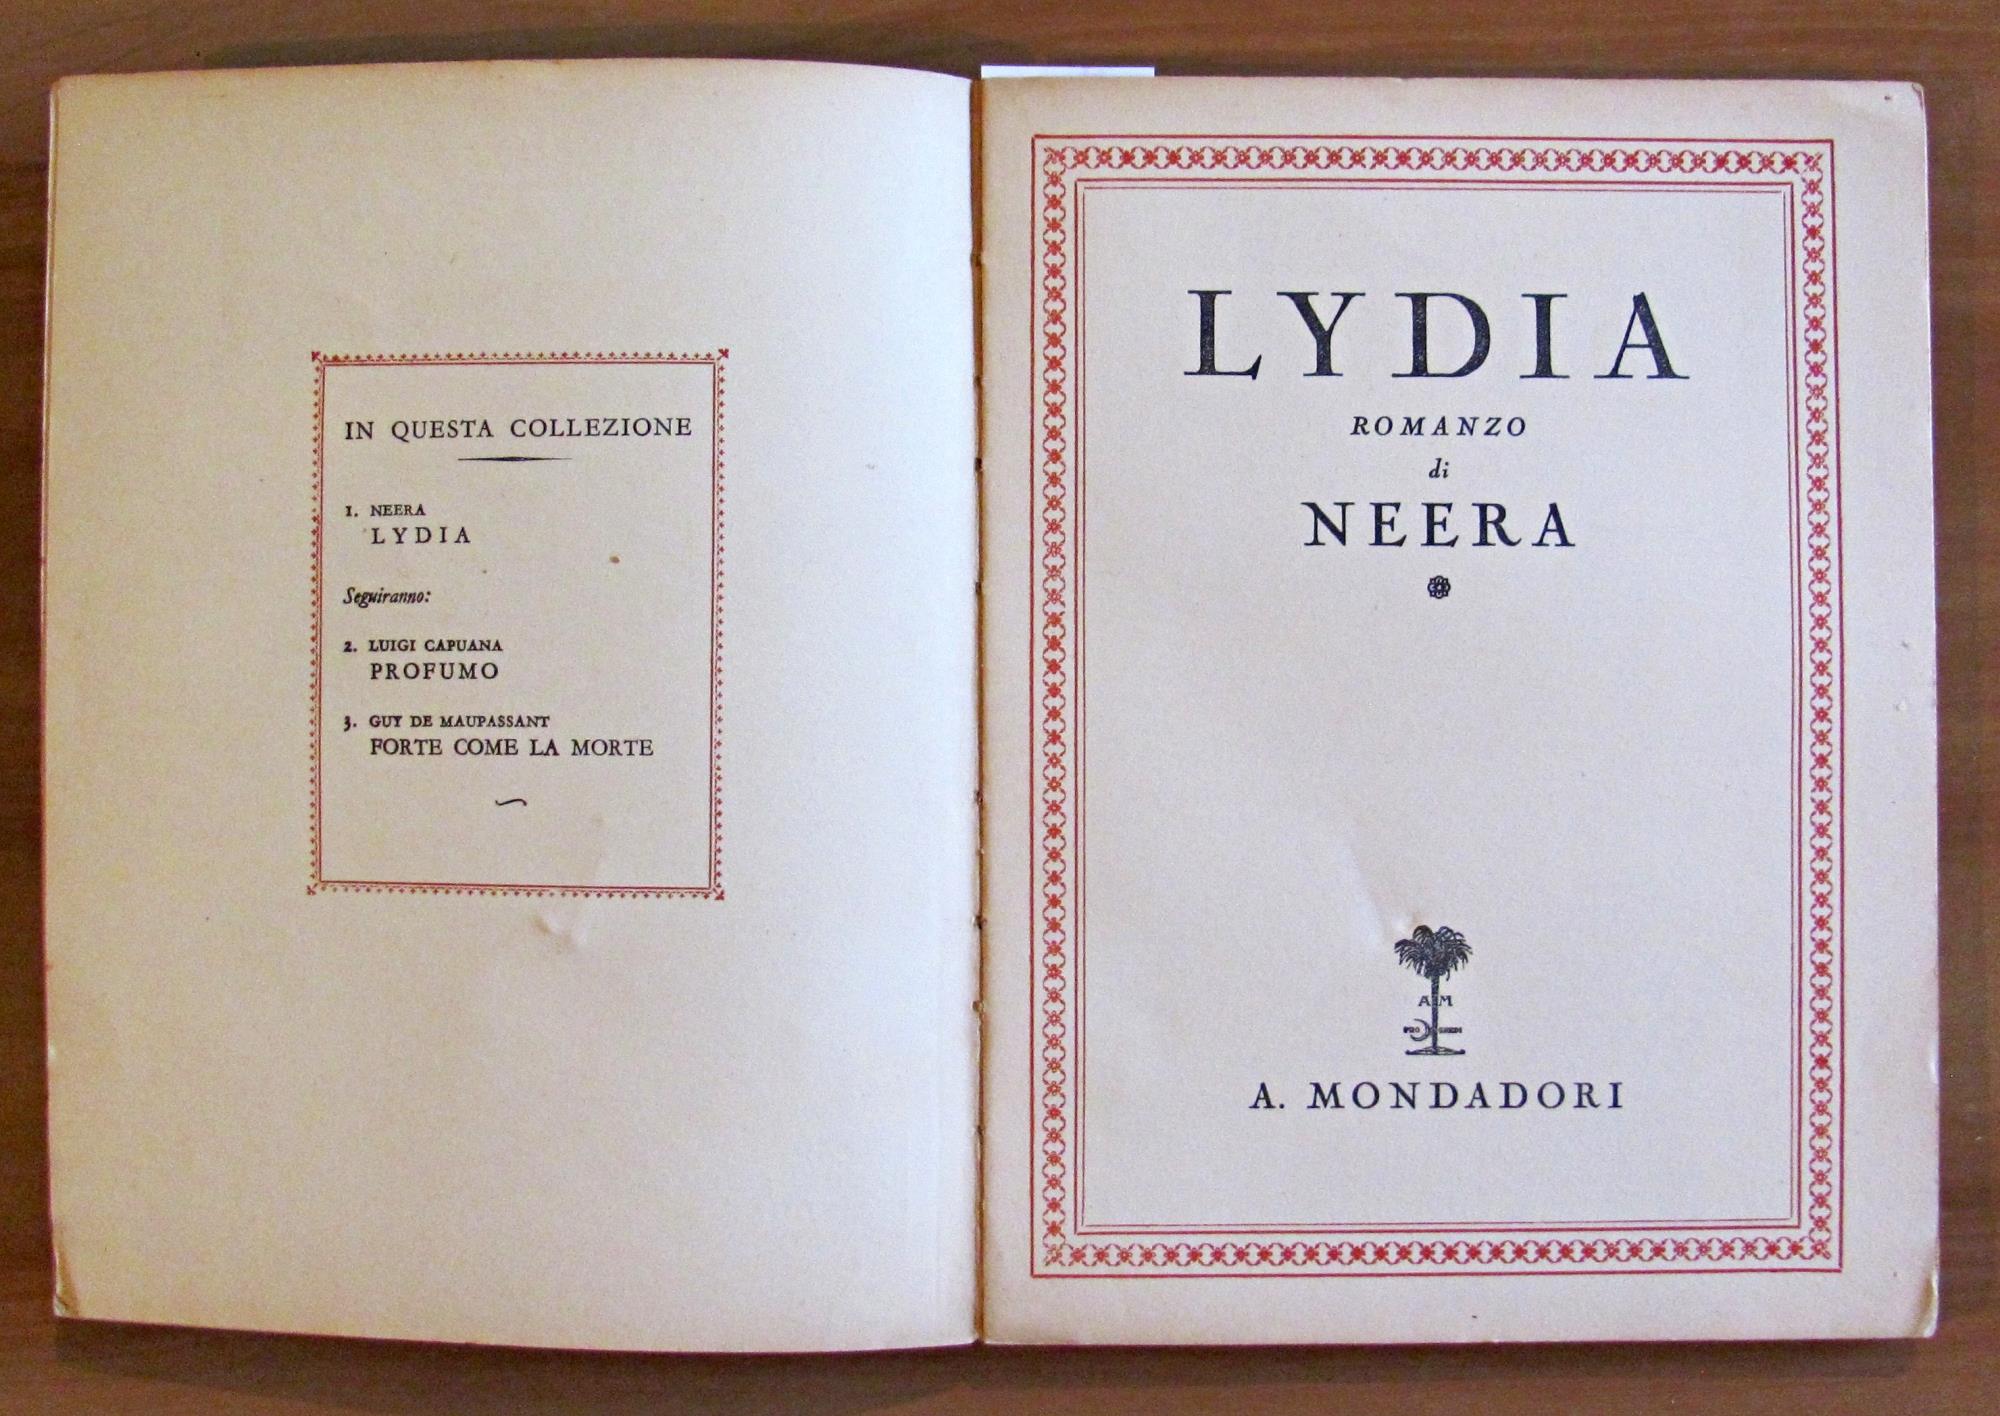 IN QUESTA COLLEZIONE
1. NEERA
LYDIA
Seguiranno:
2. LUIGI CAPUANA
PROFUMO
3. GUY DE MAUPASSANT
FORTE COME LA MORTE
LYDIA
ROMANZO
di
NEERA
AM
A. MONDADORI